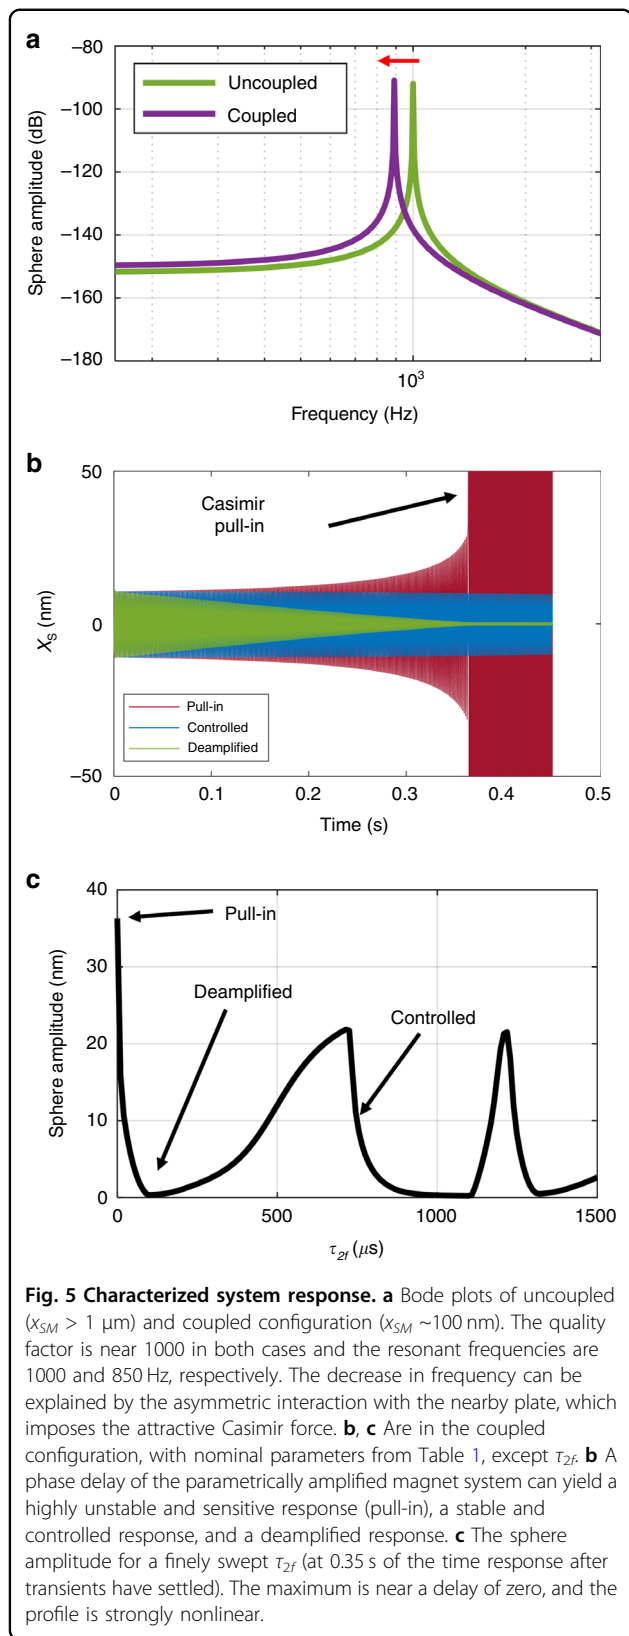 a
−80
−100
−120
−140
−160
−180
Sphere amplitude (dB)
Uncoupled
Coupled
10³
Frequency (Hz)
b
50
0
−50
X_S (nm)
Casimir
pull-in
Pull-in
Controlled
Deamplified
0 0.1 0.2 0.3 0.4 0.5
Time (s)
c
40
30
20
10
0
Sphere amplitude (nm)
Pull-in
Deamplified
Controlled
0 500 1000 1500
τ_2f (μs)
Fig. 5 Characterized system response. a Bode plots of uncoupled
(x_SM > 1 μm) and coupled configuration (x_SM ~100 nm). The quality
factor is near 1000 in both cases and the resonant frequencies are
1000 and 850 Hz, respectively. The decrease in frequency can be
explained by the asymmetric interaction with the nearby plate, which
imposes the attractive Casimir force. b, c Are in the coupled
configuration, with nominal parameters from Table 1, except τ_2f. b A
phase delay of the parametrically amplified magnet system can yield a
highly unstable and sensitive response (pull-in), a stable and
controlled response, and a deamplified response. c The sphere
amplitude for a finely swept τ_2f (at 0.35 s of the time response after
transients have settled). The maximum is near a delay of zero, and the
profile is strongly nonlinear.